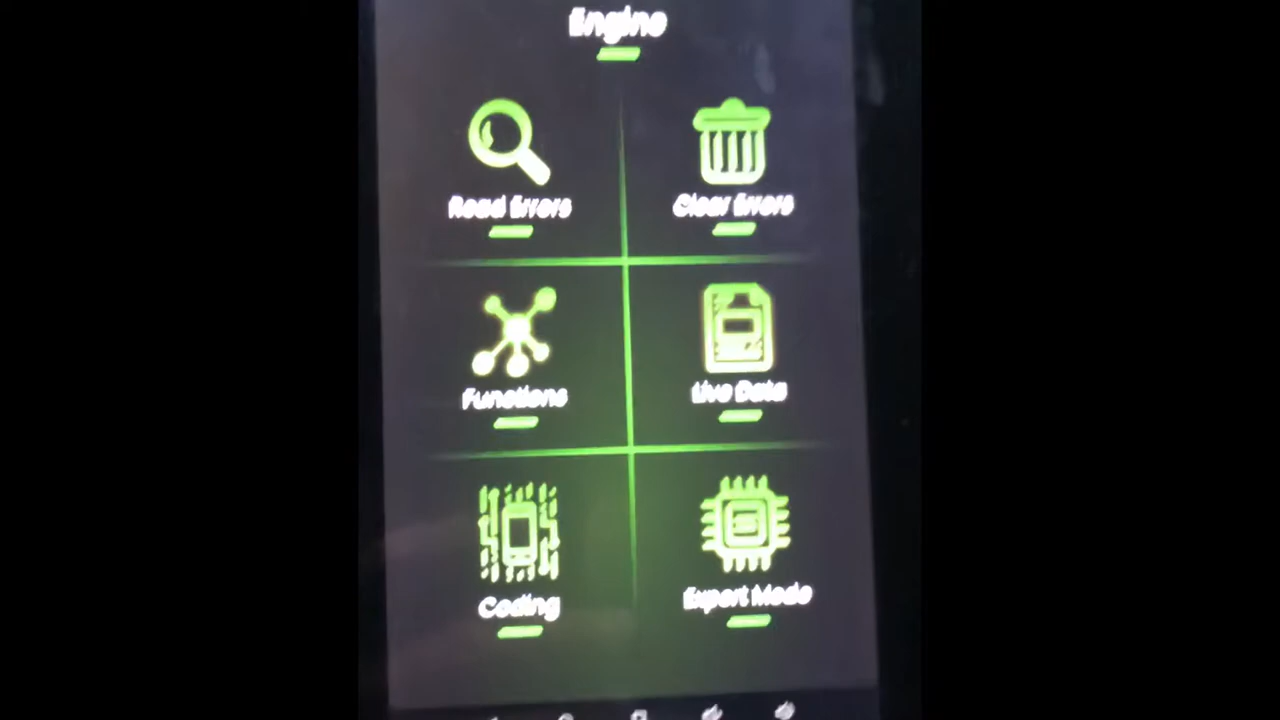 Engine
Read Errors
Clear Errors
Functions
Live Data
Coding
Expert Mode